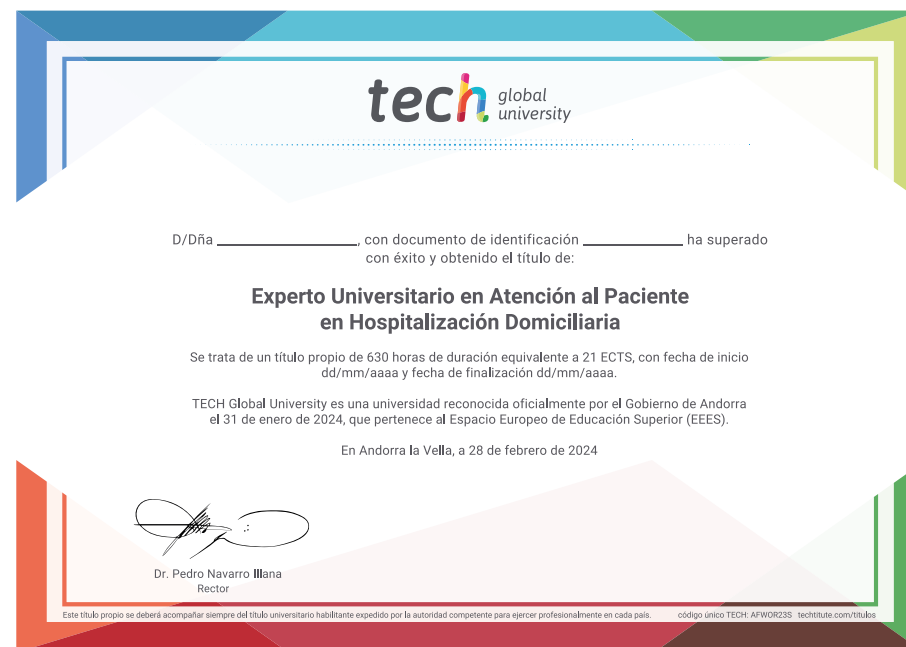 tech global
university
D/Dña ____________________, con documento de identificación ______________ ha superado
con éxito y obtenido el título de:
Experto Universitario en Atención al Paciente
en Hospitalización Domiciliaria
Se trata de un título propio de 630 horas de duración equivalente a 21 ECTS, con fecha de inicio
dd/mm/aaaa y fecha de finalización dd/mm/aaaa.
TECH Global University es una universidad reconocida oficialmente por el Gobierno de Andorra
el 31 de enero de 2024, que pertenece al Espacio Europeo de Educación Superior (EEES).
En Andorra la Vella, a 28 de febrero de 2024
Dr. Pedro Navarro Illana
Rector
Este título propio se deberá acompañar siempre del título universitario habilitante expedido por la autoridad competente para ejercer profesionalmente en cada país. código único TECH: AFWOR23S techtitute.com/titulos